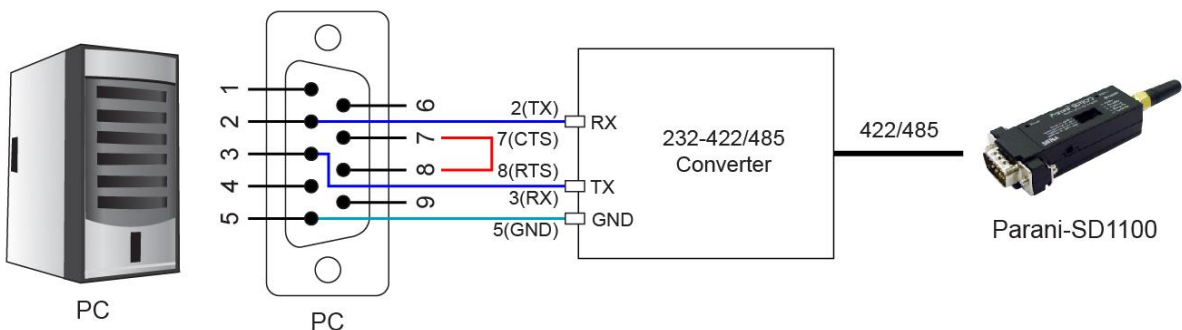 PC
1
2
3
4
5
6
7
8
9
PC
2(TX)
7(CTS)
8(RTS)
3(RX)
5(GND)
RX
TX
GND
232-422/485
Converter
422/485
Parani-SD1100